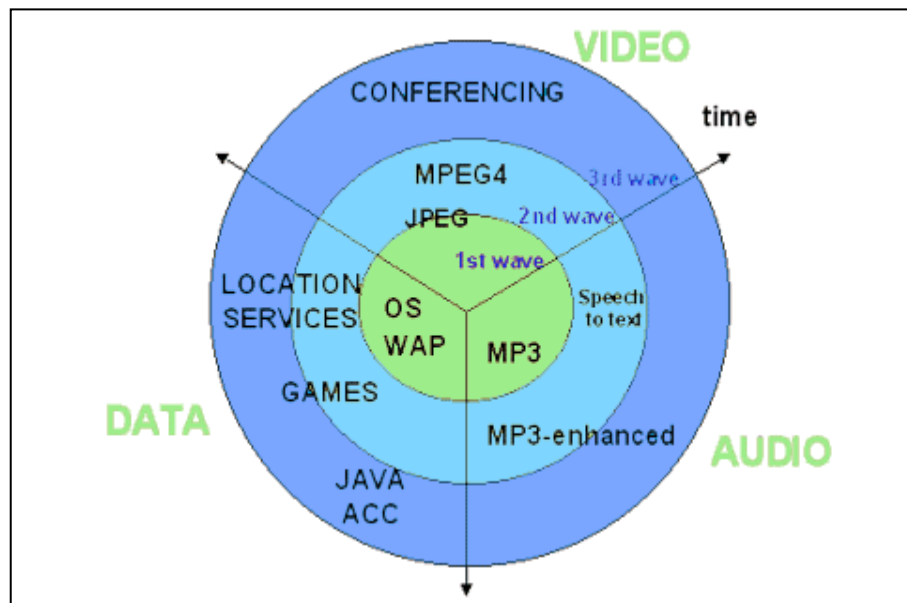 VIDEO
CONFERENCING
time
MPEG4
3rd wave
JPEG
2nd wave
1st wave
LOCATION
SERVICES
OS
WAP
Speech
to text
MP3
GAMES
DATA
MP3-enhanced
AUDIO
JAVA
ACC